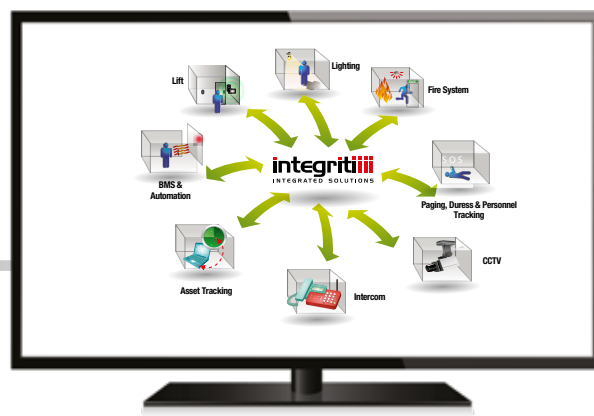 Lighting
Lift
Fire System
SOS
integriti
INTEGRATED SOLUTIONS
BMS &
Automation
Paging, Duress & Personnel
Tracking
CCTV
Asset Tracking
Intercom